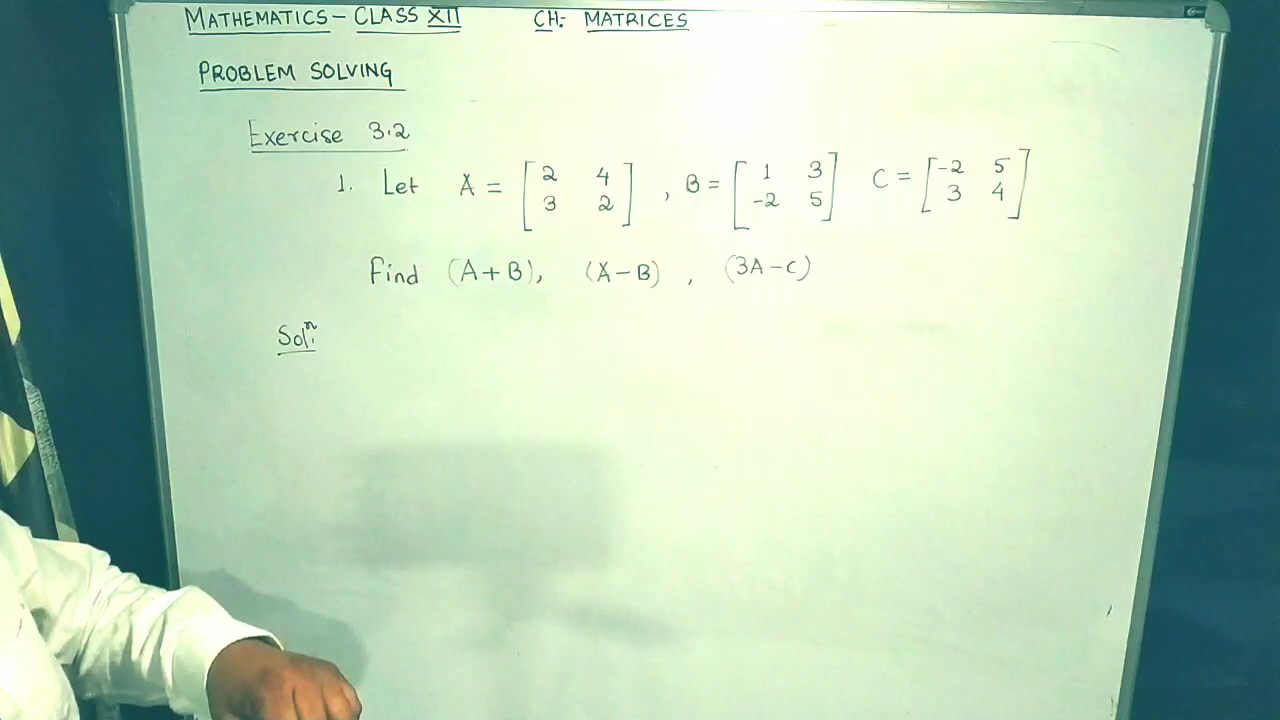 MATHEMATICS - CLASS XII CH: MATRICES
PROBLEM SOLVING
Exercise 3.2
1. Let A = [2 4 3 2] , B = [1 3 -2 5] C = [-2 5 3 4]
Find (A+B), (A-B) , (3A-C)
Solⁿ.